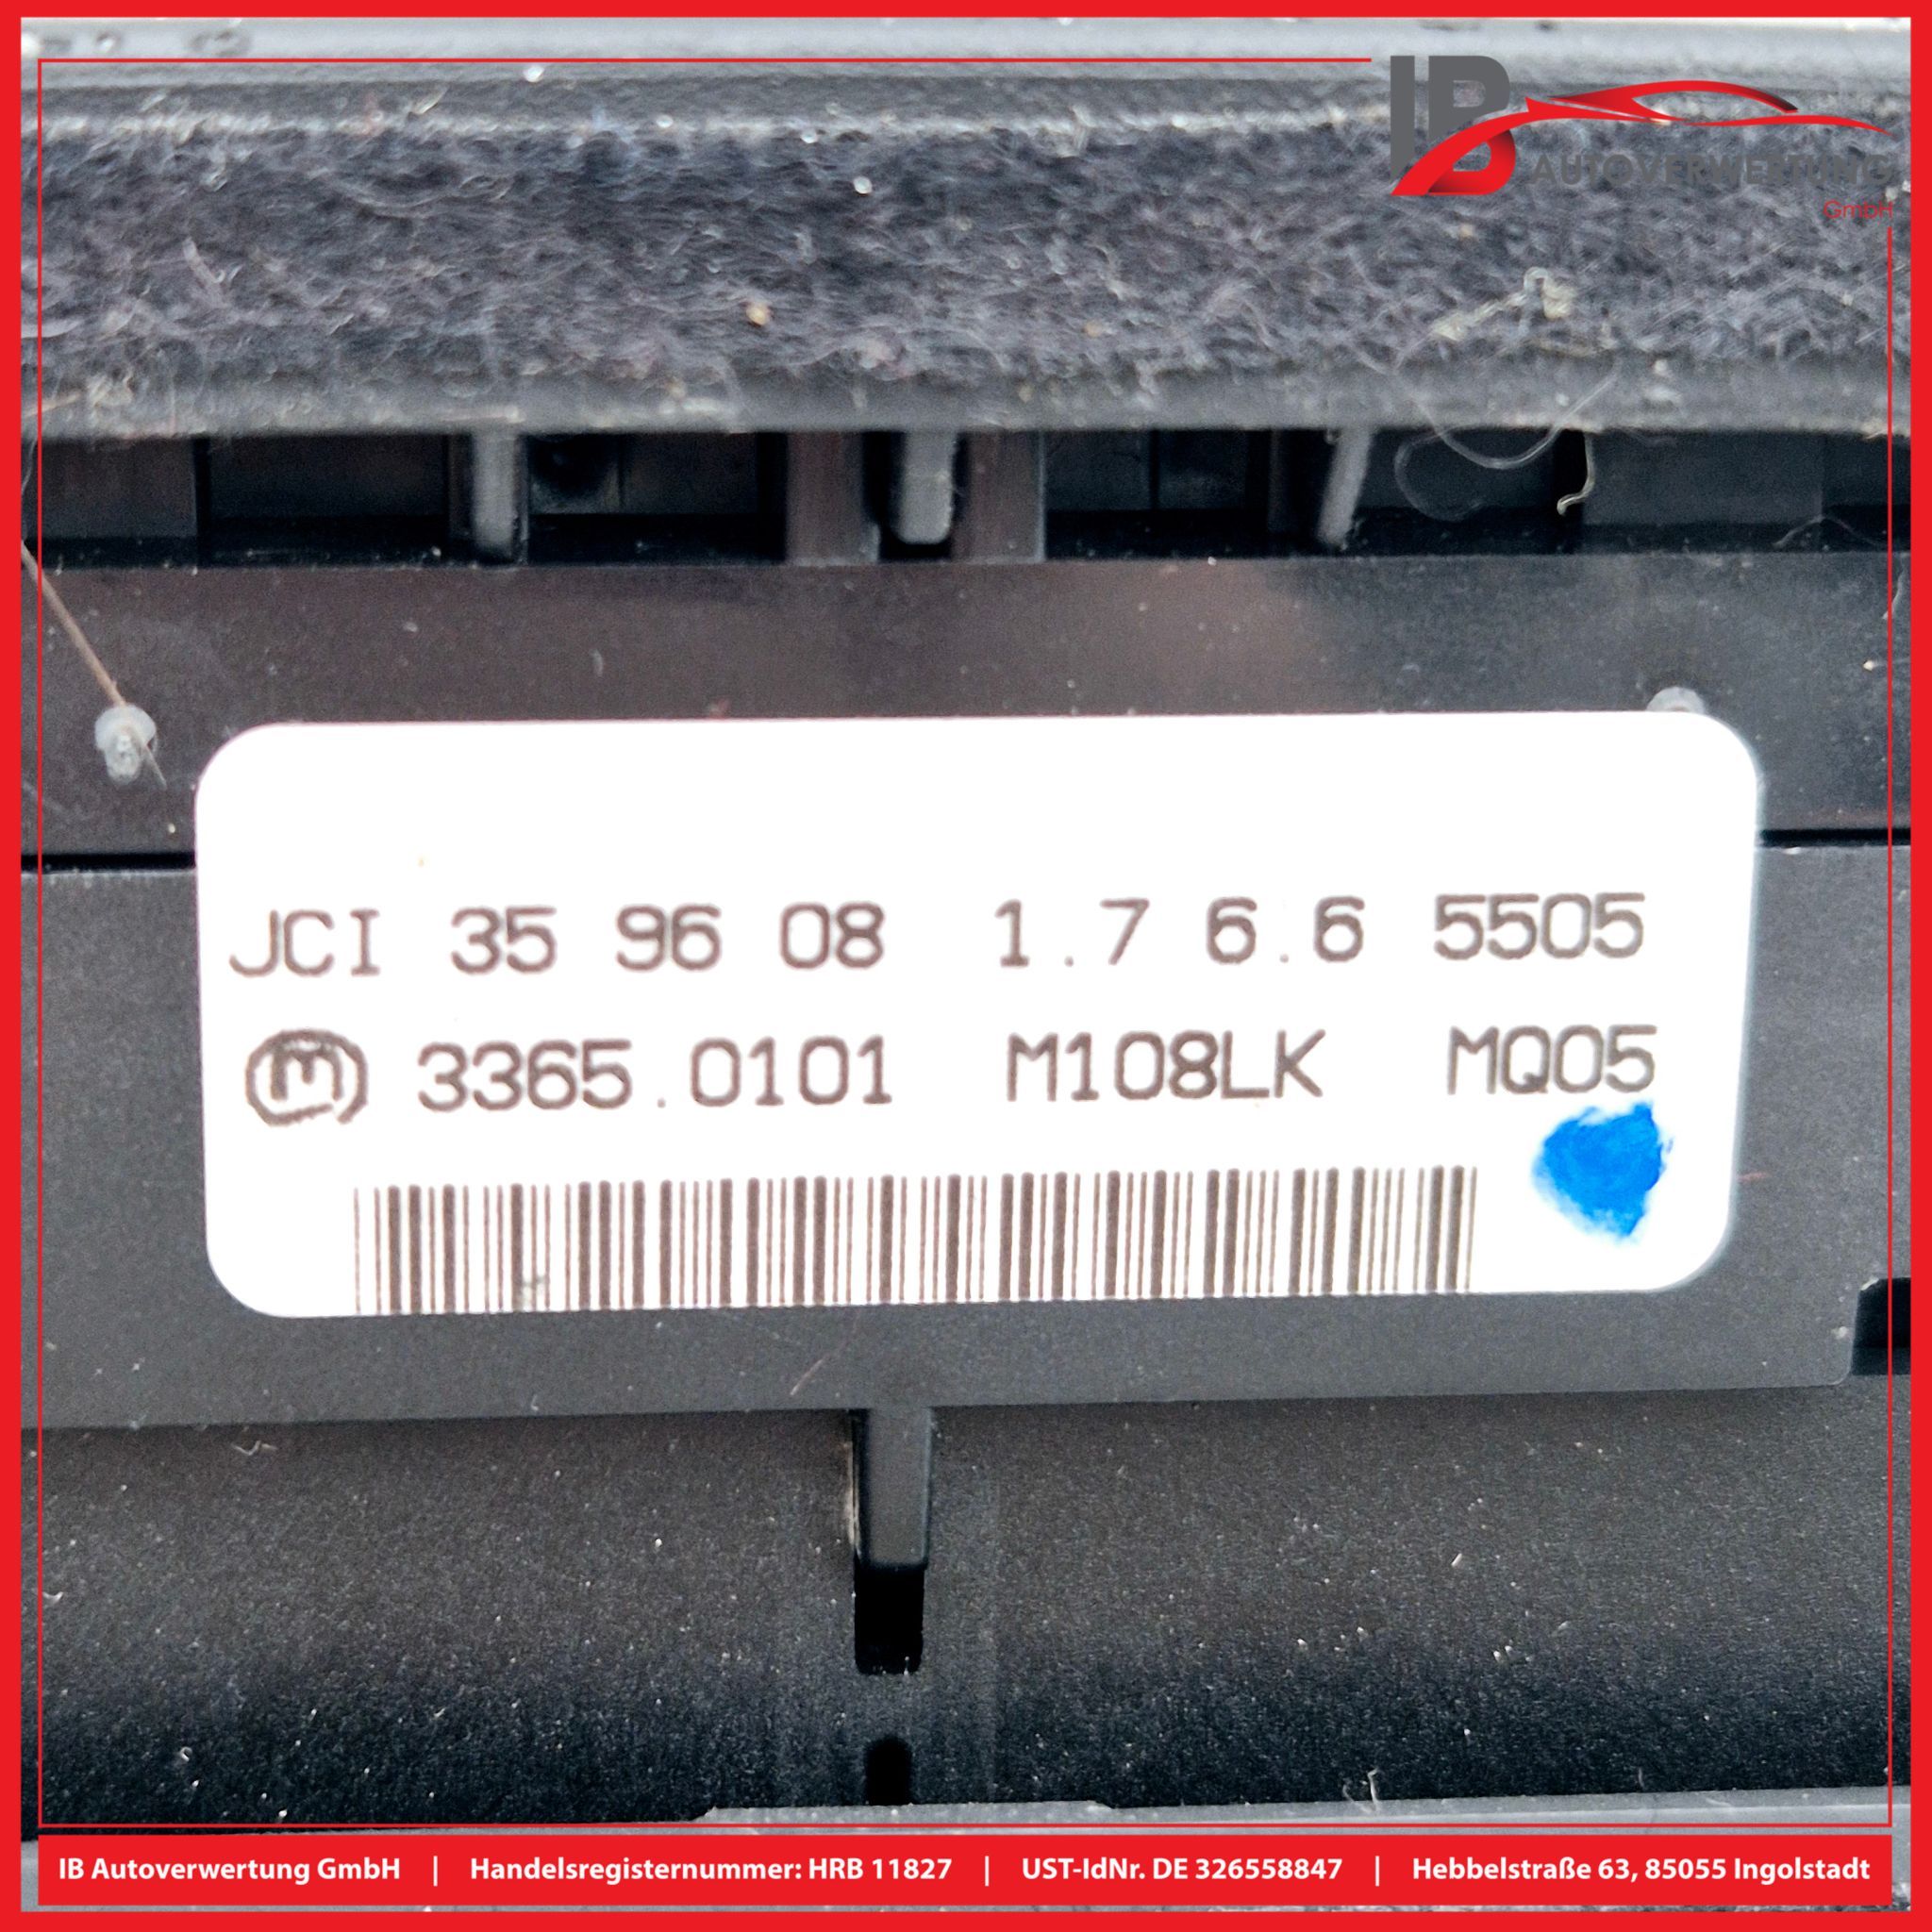 IB
AUTOVERWERTUNG
GmbH
JCI 35 96 08 1.7 6.6 5505
M 3365.0101 M108LK MQ05
IB Autoverwertung GmbH | Handelsregisternummer: HRB 11827 | UST-IdNr. DE 326558847 | Hebbelstraße 63, 85055 Ingolstadt